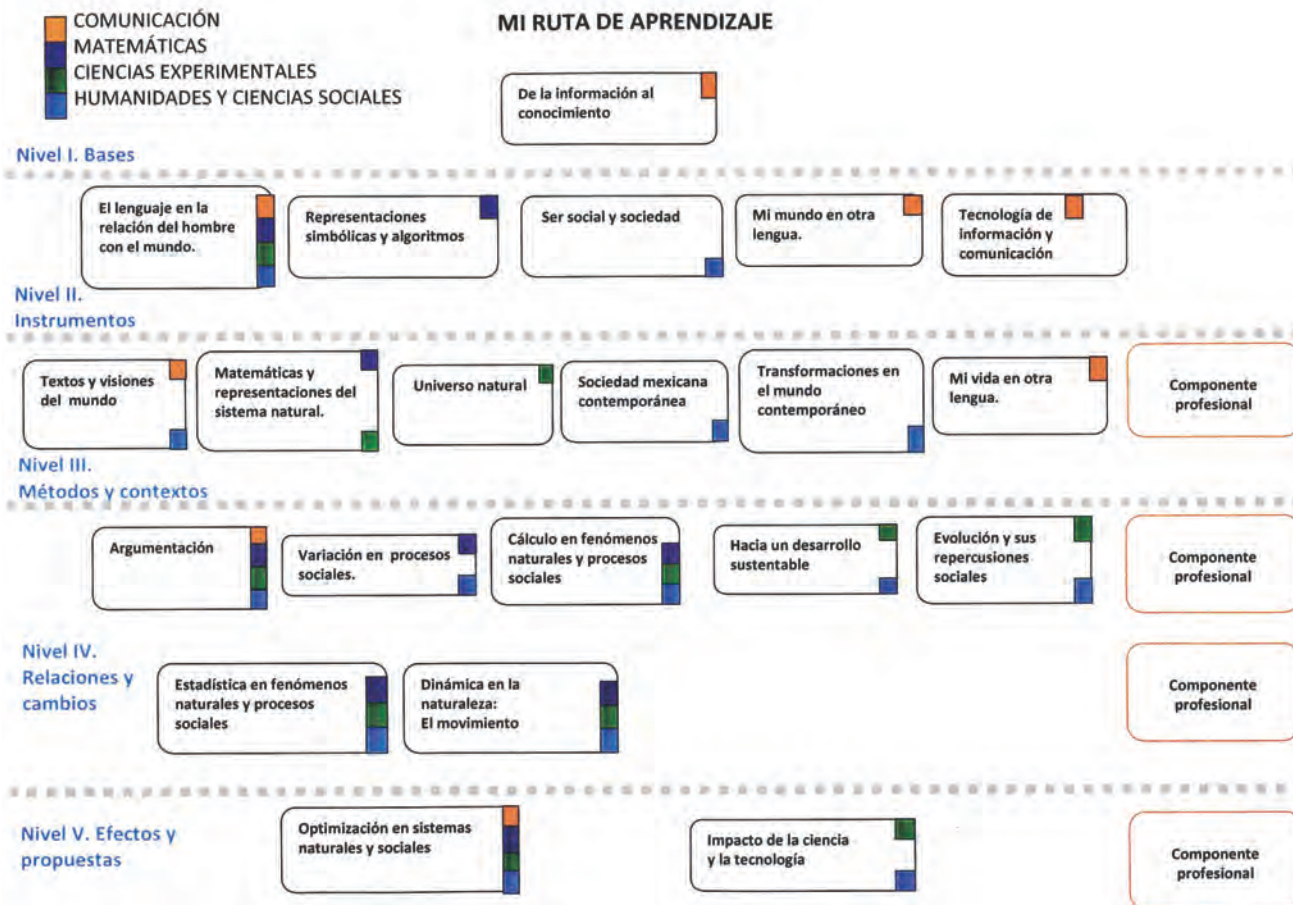 COMUNICACIÓN
MATEMÁTICAS
CIENCIAS EXPERIMENTALES
HUMANIDADES Y CIENCIAS SOCIALES
MI RUTA DE APRENDIZAJE
De la información al
conocimiento
Nivel I. Bases
El lenguaje en la
relación del hombre
con el mundo.
Representaciones
simbólicas y algoritmos
Ser social y sociedad
Mi mundo en otra
lengua.
Tecnología de
información y
comunicación
Nivel II.
Instrumentos
Textos y visiones
del mundo
Matemáticas y
representaciones del
sistema natural.
Universo natural
Sociedad mexicana
contemporánea
Transformaciones en
el mundo
contemporáneo
Mi vida en otra
lengua.
Componente
profesional
Nivel III.
Métodos y contextos
Argumentación
Variación en procesos
sociales.
Cálculo en fenómenos
naturales y procesos
sociales
Hacia un desarrollo
sustentable
Evolución y sus
repercusiones
sociales
Componente
profesional
Nivel IV.
Relaciones y
cambios
Estadística en fenómenos
naturales y procesos
sociales
Dinámica en la
naturaleza:
El movimiento
Componente
profesional
Nivel V. Efectos y
propuestas
Optimización en sistemas
naturales y sociales
Impacto de la ciencia
y la tecnología
Componente
profesional